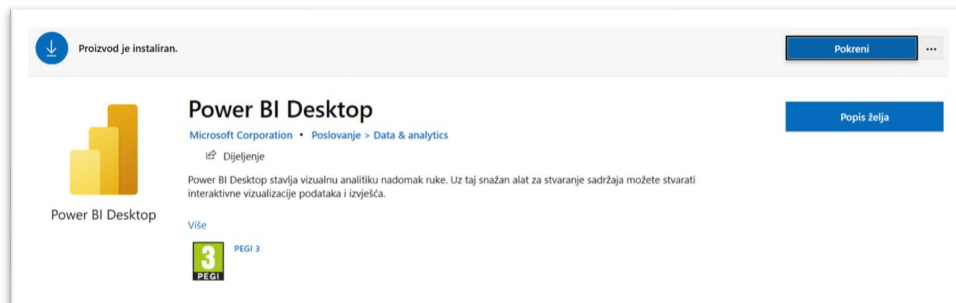 Proizvod je instaliran.
Pokreni
...
Power BI Desktop
Microsoft Corporation • Poslovanje > Data & analytics
Popis želja
Dijeljenje
Power BI Desktop stavlja vizualnu analitiku nadomak ruke. Uz taj snažan alat za stvaranje sadržaja možete stvarati
interaktivne vizualizacije podataka i izvješća.
Power BI Desktop
Više
3
PEGI
PEGI 3